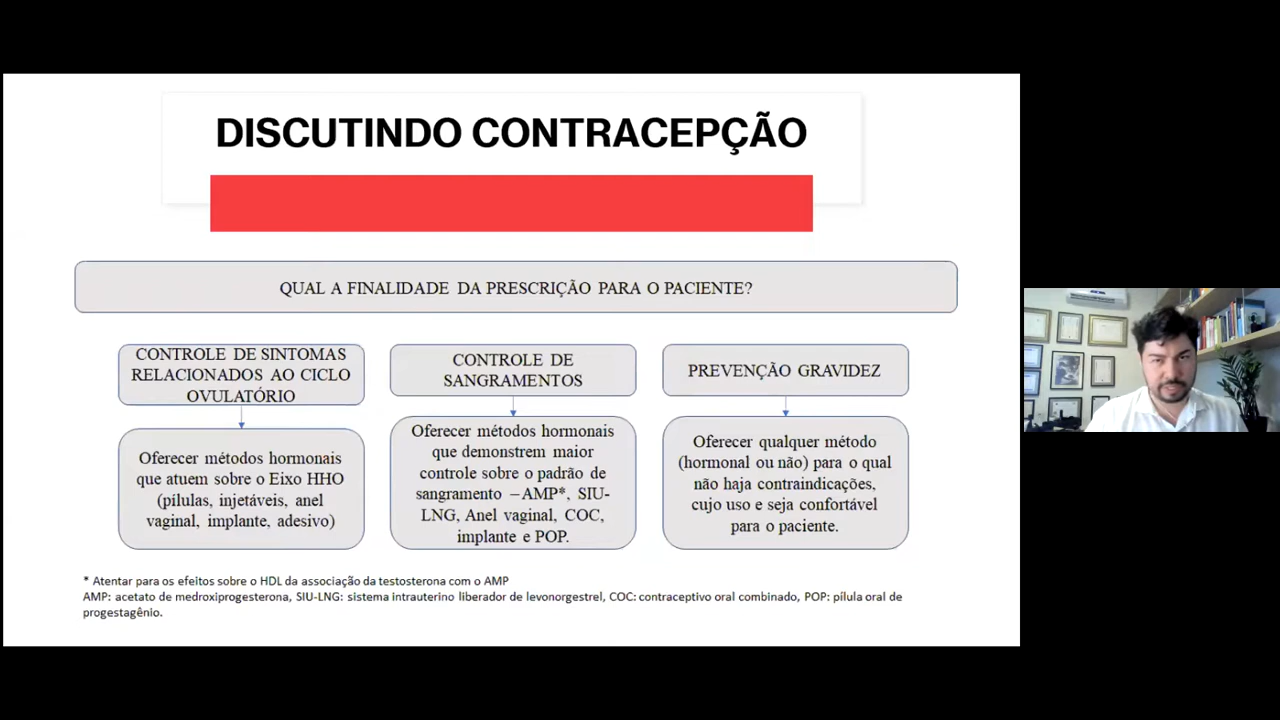 DISCUTINDO CONTRACEPÇÃO
QUAL A FINALIDADE DA PRESCRIÇÃO PARA O PACIENTE?
CONTROLE DE SINTOMAS
RELACIONADOS AO CICLO
OVULATÓRIO
Oferecer métodos hormonais
que atuem sobre o Eixo HHO
(pílulas, injetáveis, anel
vaginal, implante, adesivo)
CONTROLE DE
SANGRAMENTOS
Oferecer métodos hormonais
que demonstrem maior
controle sobre o padrão de
sangramento –AMP*, SIU-
LNG, Anel vaginal, COC,
implante e POP.
PREVENÇÃO GRAVIDEZ
Oferecer qualquer método
(hormonal ou não) para o qual
não haja contraindicações,
cujo uso e seja confortável
para o paciente.
* Atentar para os efeitos sobre o HDL da associação da testosterona com o AMP
AMP: acetato de medroxiprogesterona, SIU-LNG: sistema intrauterino liberador de levonorgestrel, COC: contraceptivo oral combinado, POP: pílula oral de
progestagênio.